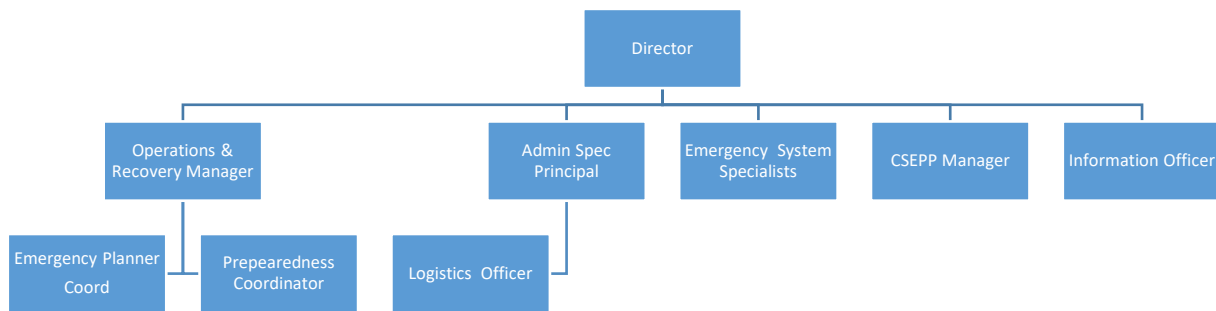 Director
Operations &
Recovery Manager
Admin Spec
Principal
Emergency System
Specialists
CSEPP Manager
Information Officer
Emergency Planner
Coord
Prepearedness
Coordinator
Logistics Officer